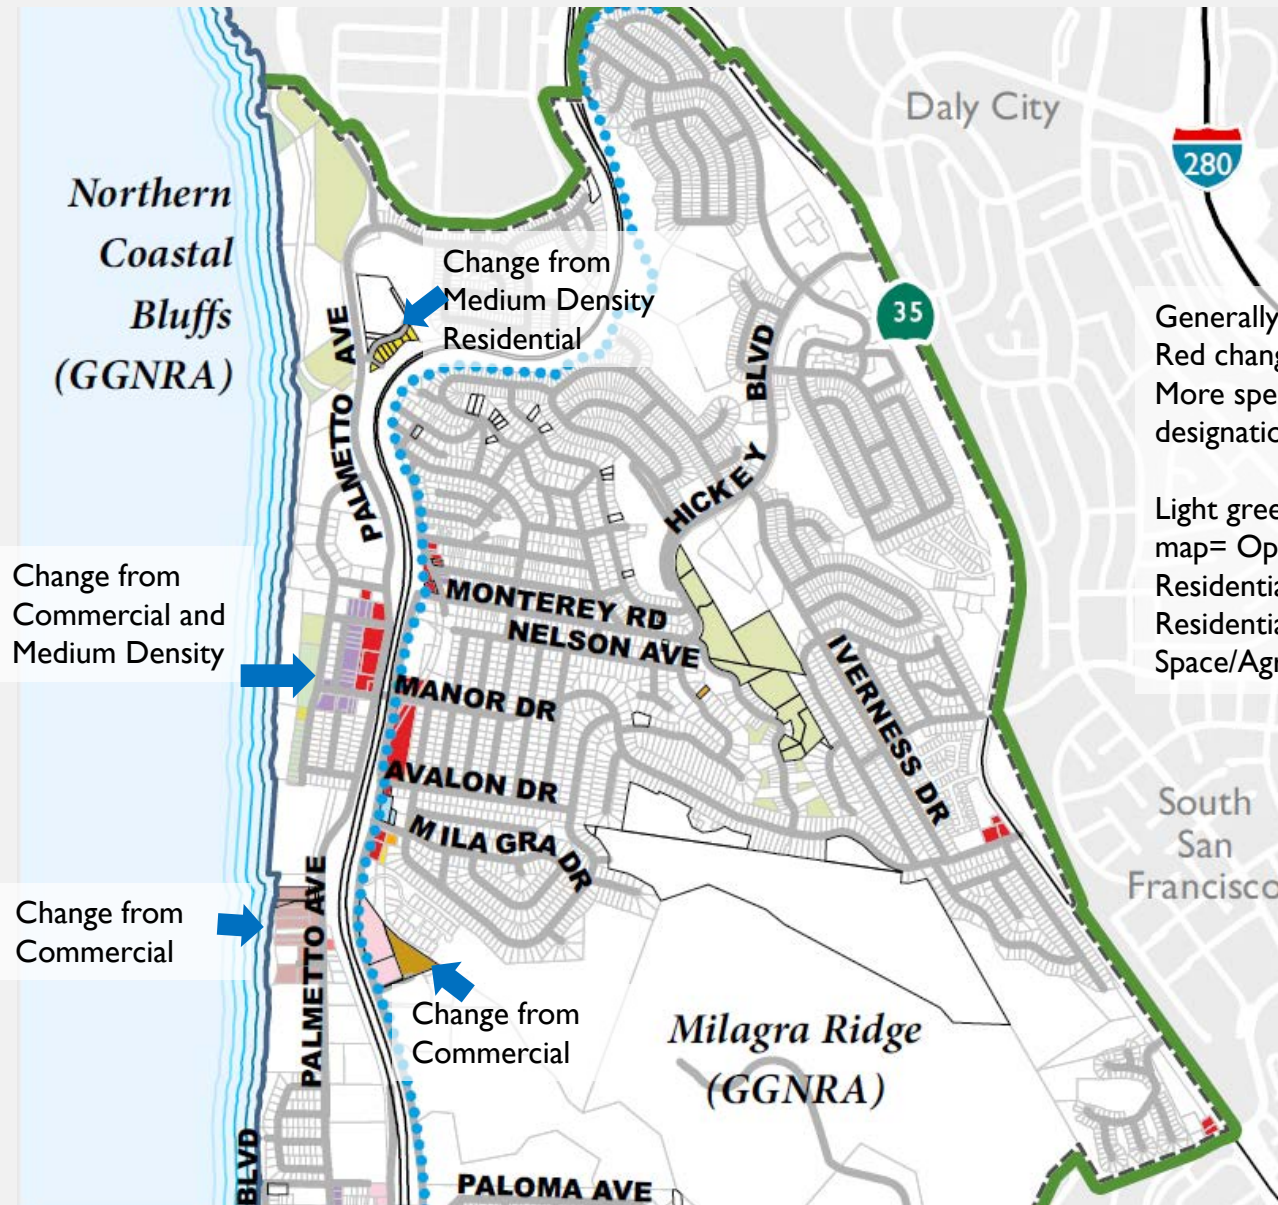 Daly City
280
Northern
Coastal
Bluffs
(GGNRA)
Change from
Medium Density
Residential
35
Generally
Red chang
More spe
designatio
PALMETTO AVE
BLVD
HICKEY
Light gree
map= Op
Residentia
Residentia
Space/Agr
Change from
Commercial and
Medium Density
MONTEREY RD
NELSON AVE
MANOR DR
IVERNESS DR
AVALON DR
MILAGRA DR
South
San
Francisco
Change from
Commercial
PALMETTO AVE
Change from
Commercial
Milagra Ridge
(GGNRA)
BLVD
PALOMA AVE